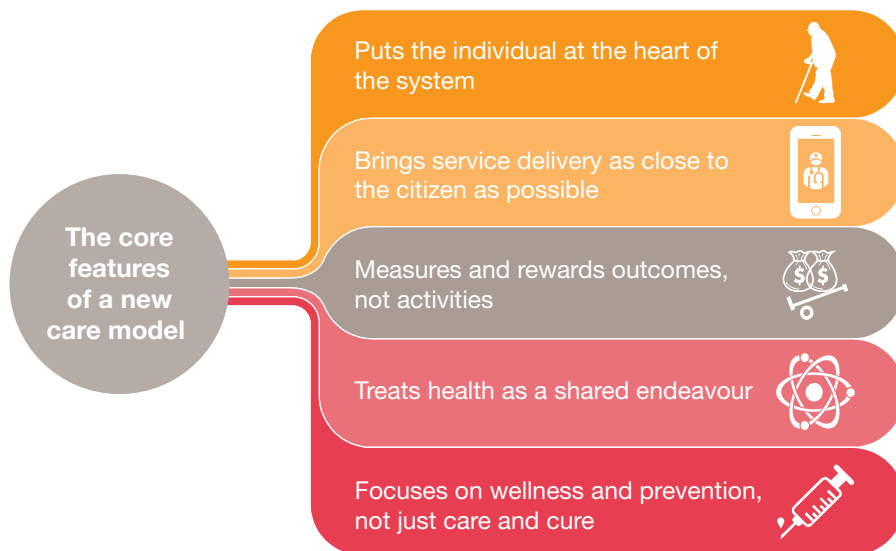 The core
features
of a new
care model
Puts the individual at the heart of
the system
Brings service delivery as close to
the citizen as possible
Measures and rewards outcomes,
not activities
$ $
Treats health as a shared endeavour
Focuses on wellness and prevention,
not just care and cure